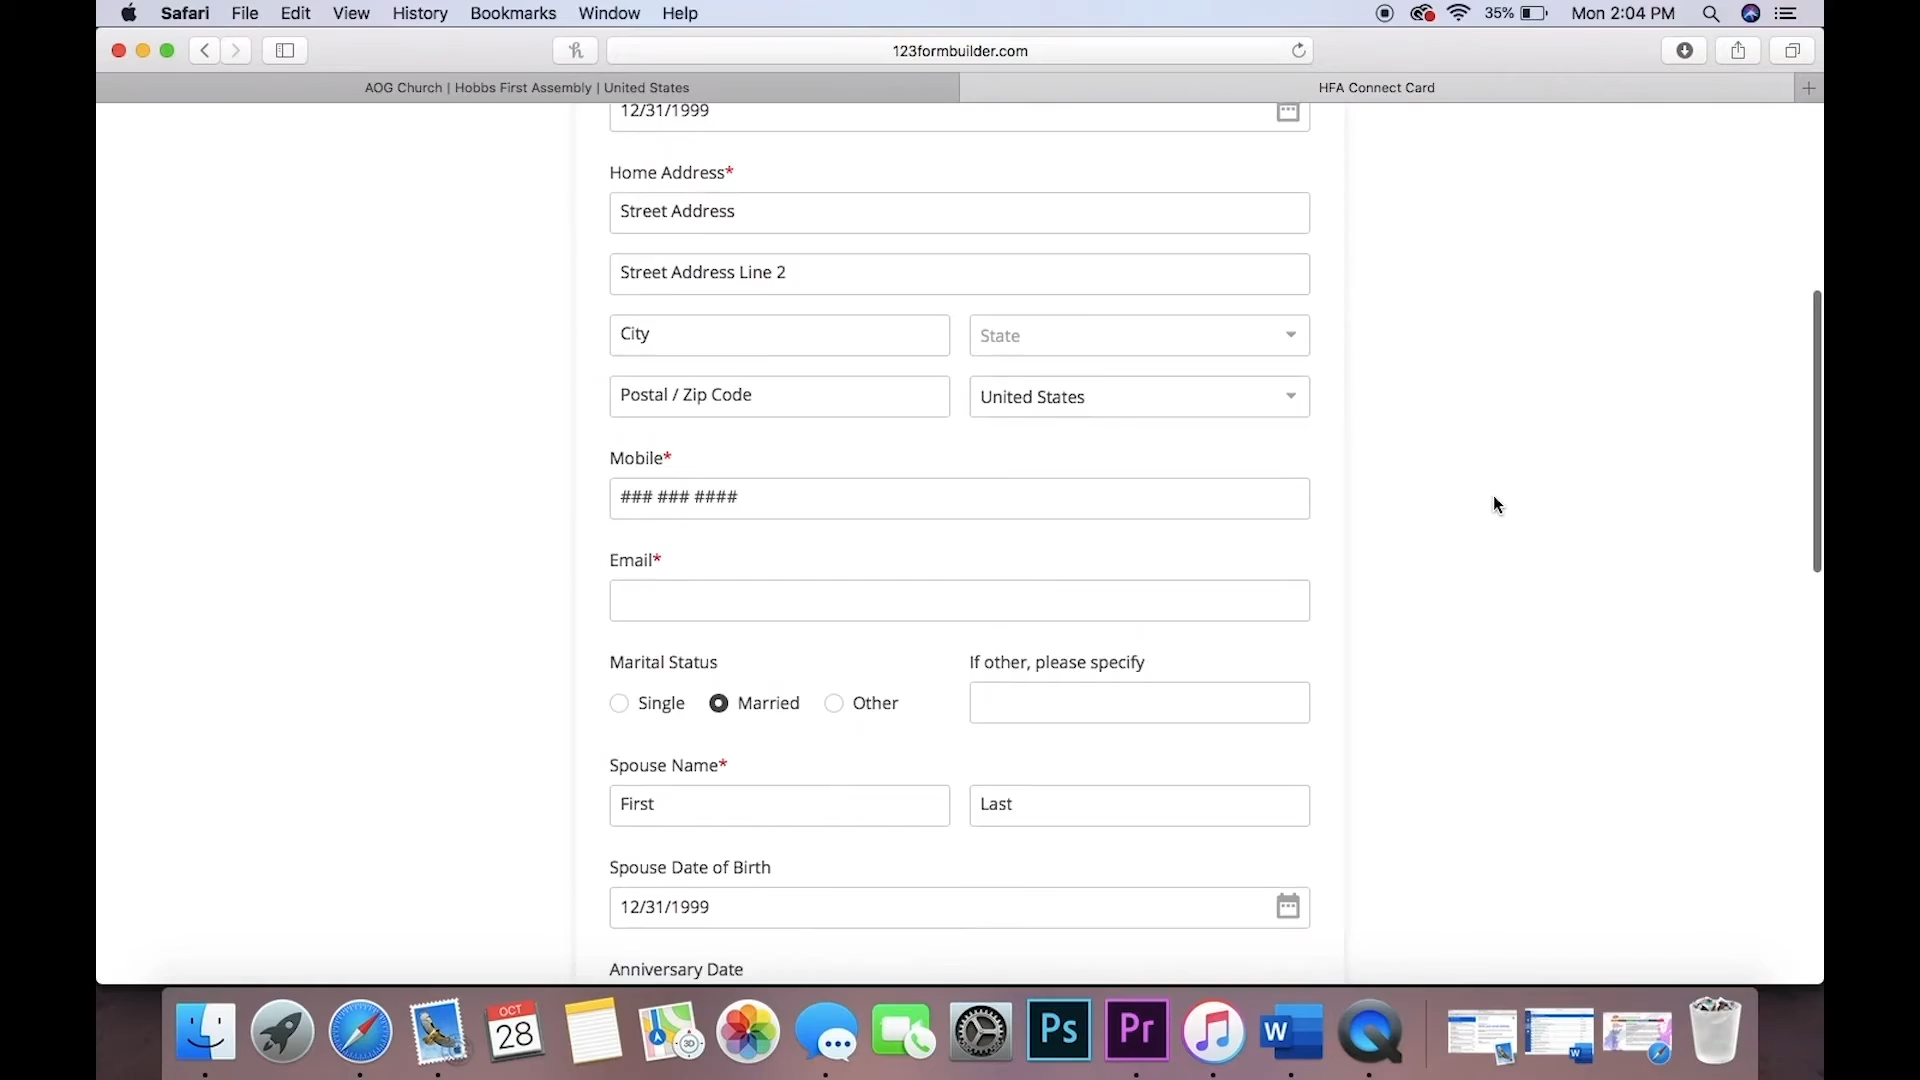 Safari File Edit View History Bookmarks Window Help 35% Mon 2:04 PM
123formbuilder.com
AOG Church | Hobbs First Assembly | United States
HFA Connect Card
12/31/1999
Home Address*
Street Address
Street Address Line 2
City
State
Postal / Zip Code
United States
Mobile*
### ### ####
Email*
Marital Status
If other, please specify
Single Married Other
Spouse Name*
First
Last
Spouse Date of Birth
12/31/1999
Anniversary Date
OCT
28
3D
Ps
Pr
W